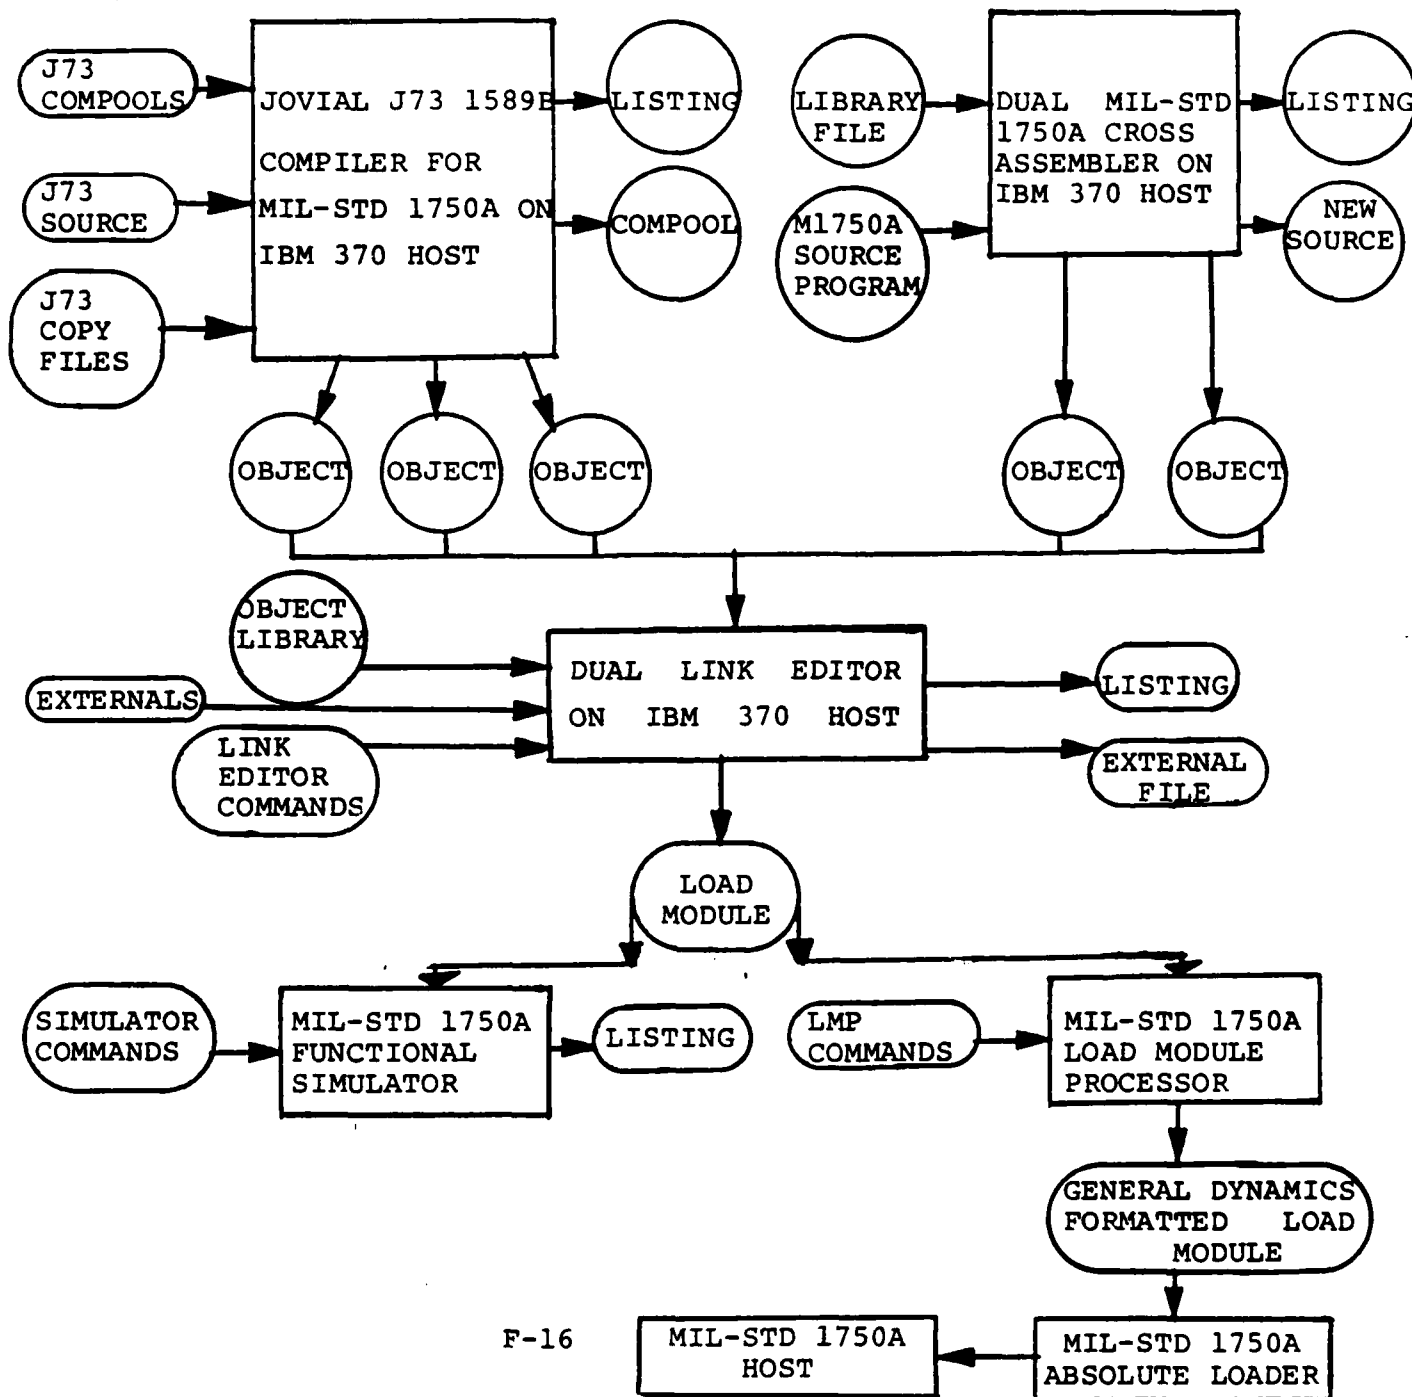 J73
COMPOOLS
JOVIAL J73 1589B
COMPILER FOR
MIL-STD 1750A ON
IBM 370 HOST
LISTING
J73
SOURCE
COMPOOL
J73
COPY
FILES
LIBRARY
FILE
DUAL MIL-STD
1750A CROSS
ASSEMBLER ON
IBM 370 HOST
LISTING
M1750A
SOURCE
PROGRAM
NEW
SOURCE
OBJECT
OBJECT
OBJECT
OBJECT
OBJECT
OBJECT
LIBRARY
EXTERNALS
LINK
EDITOR
COMMANDS
DUAL LINK EDITOR
ON IBM 370 HOST
LISTING
EXTERNAL
FILE
LOAD
MODULE
SIMULATOR
COMMANDS
MIL-STD 1750A
FUNCTIONAL
SIMULATOR
LISTING
LMP
COMMANDS
MIL-STD 1750A
LOAD MODULE
PROCESSOR
GENERAL DYNAMICS
FORMATTED LOAD
MODULE
F-16
MIL-STD 1750A
HOST
MIL-STD 1750A
ABSOLUTE LOADER